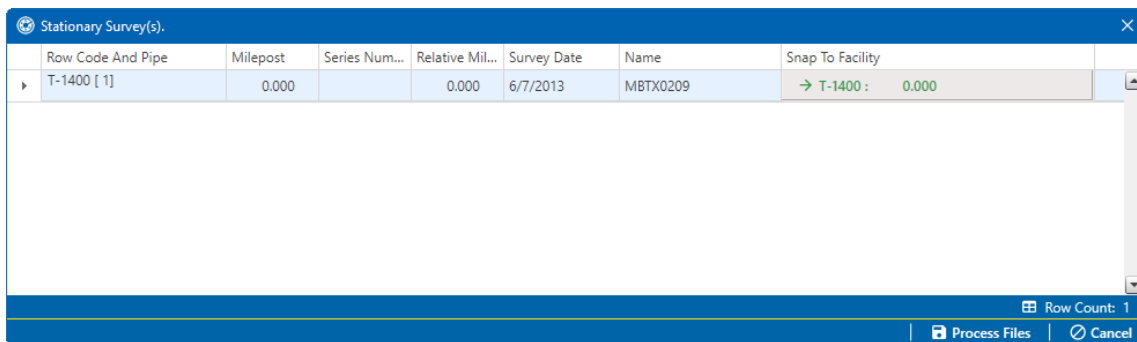 Stationary Survey(s).
Row Code And Pipe Milepost Series Num... Relative Mil... Survey Date Name Snap To Facility
T-1400 [ 1] 0.000 0.000 6/7/2013 MBTX0209 → T-1400 : 0.000
Row Count: 1
Process Files Cancel